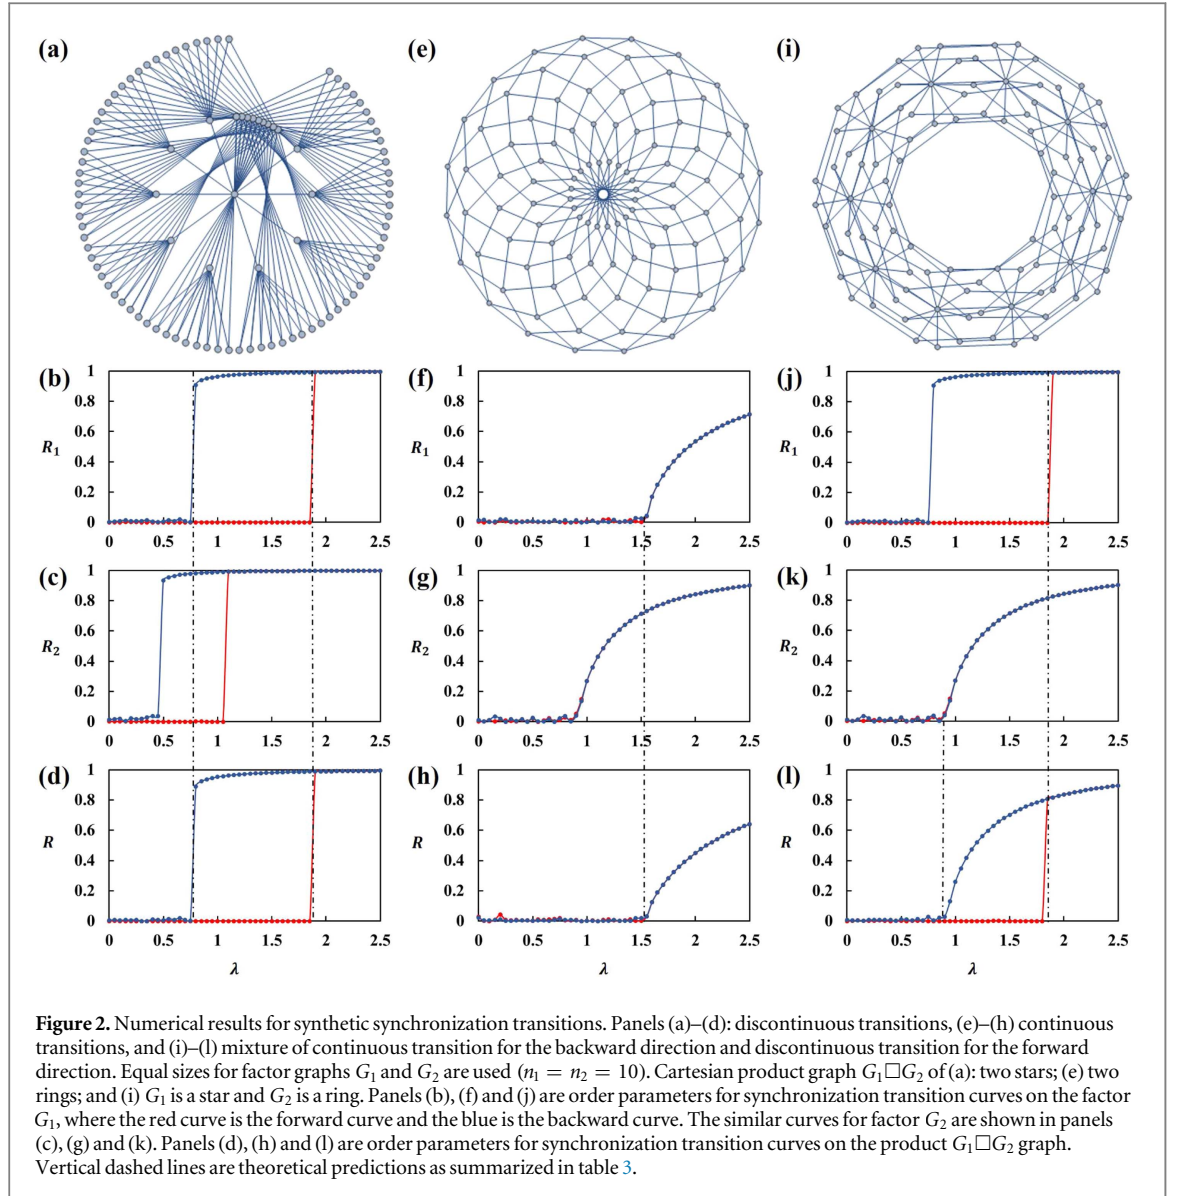 (a) (e) (i)
(b) (f) (j)
1 1 1
0.8 0.8 0.8
0.6 0.6 0.6
R₁ R₁ R₁
0.4 0.4 0.4
0.2 0.2 0.2
0 0 0
0 0.5 1 1.5 2 2.5 0 0.5 1 1.5 2 2.5 0 0.5 1 1.5 2 2.5
(c) (g) (k)
1 1 1
0.8 0.8 0.8
0.6 0.6 0.6
R₂ R₂ R₂
0.4 0.4 0.4
0.2 0.2 0.2
0 0 0
0 0.5 1 1.5 2 2.5 0 0.5 1 1.5 2 2.5 0 0.5 1 1.5 2 2.5
(d) (h) (l)
1 1 1
0.8 0.8 0.8
0.6 0.6 0.6
R R R
0.4 0.4 0.4
0.2 0.2 0.2
0 0 0
0 0.5 1 1.5 2 2.5 0 0.5 1 1.5 2 2.5 0 0.5 1 1.5 2 2.5
λ λ λ
Figure 2. Numerical results for synthetic synchronization transitions. Panels (a)–(d): discontinuous transitions, (e)–(h) continuous
transitions, and (i)–(l) mixture of continuous transition for the backward direction and discontinuous transition for the forward
direction. Equal sizes for factor graphs G₁ and G₂ are used (n₁ = n₂ = 10). Cartesian product graph G₁□G₂ of (a): two stars; (e) two
rings; and (i) G₁ is a star and G₂ is a ring. Panels (b), (f) and (j) are order parameters for synchronization transition curves on the factor
G₁, where the red curve is the forward curve and the blue is the backward curve. The similar curves for factor G₂ are shown in panels
(c), (g) and (k). Panels (d), (h) and (l) are order parameters for synchronization transition curves on the product G₁□G₂ graph.
Vertical dashed lines are theoretical predictions as summarized in table 3.